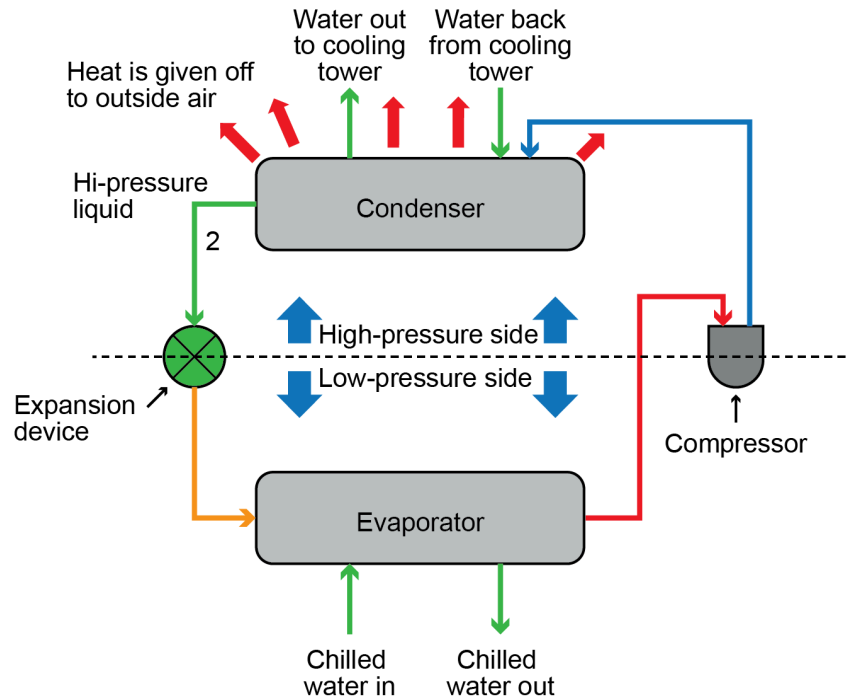 Water out
to cooling
tower
Water back
from cooling
tower
Heat is given off
to outside air
Hi-pressure
liquid
2
Condenser
High-pressure side
Low-pressure side
Expansion
device
Compressor
Evaporator
Chilled
water in
Chilled
water out